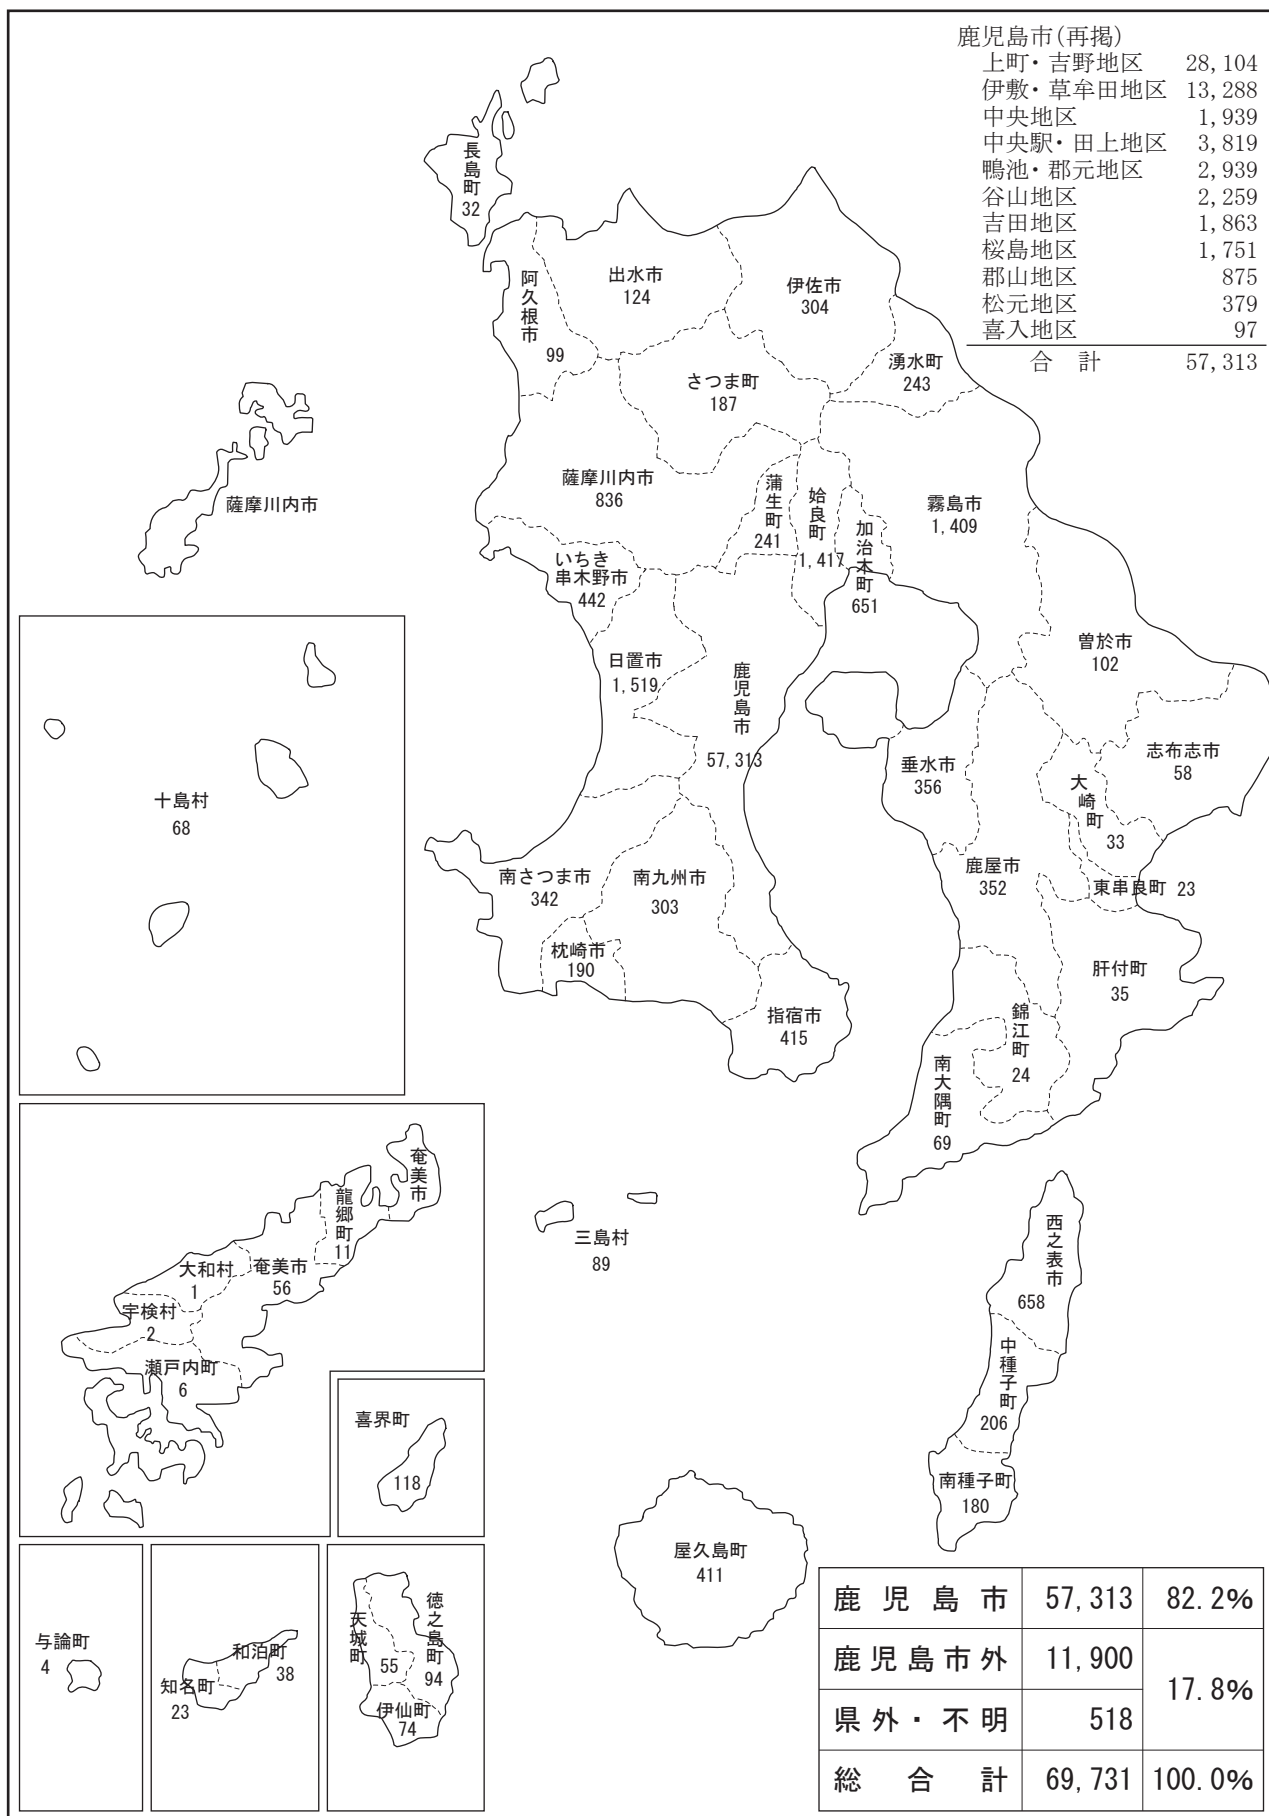 鹿児島市(再掲)
上町・吉野地区 28,104
伊敷・草牟田地区 13,288
中央地区 1,939
中央駅・田上地区 3,819
鴨池・郡元地区 2,939
谷山地区 2,259
吉田地区 1,863
桜島地区 1,751
郡山地区 875
松元地区 379
喜入地区 97
合 計 57,313
長島町
32
阿久根市
99
出水市
124
伊佐市
304
湧水町
243
さつま町
187
薩摩川内市
836
薩摩川内市
蒲生町
241
姶良町
1,417
加治木町
651
霧島市
1,409
いちき
串木野市
442
日置市
1,519
鹿児島市
57,313
曽於市
102
志布志市
58
垂水市
356
大崎町
33
鹿屋市
352
東串良町 23
肝付町
35
錦江町
24
南大隅町
69
南さつま市
342
南九州市
303
枕崎市
190
指宿市
415
十島村
68
三島村
89
奄美市
龍郷町
11
大和村
1
奄美市
56
宇検村
2
瀬戸内町
6
喜界町
118
西之表市
658
中種子町
206
南種子町
180
屋久島町
411
与論町
4
和泊町
38
知名町
23
天城町
55
徳之島町
94
伊仙町
74
鹿児島市 57,313 82.2%
鹿児島市外 11,900
17.8%
県外・不明 518
総合計 69,731 100.0%